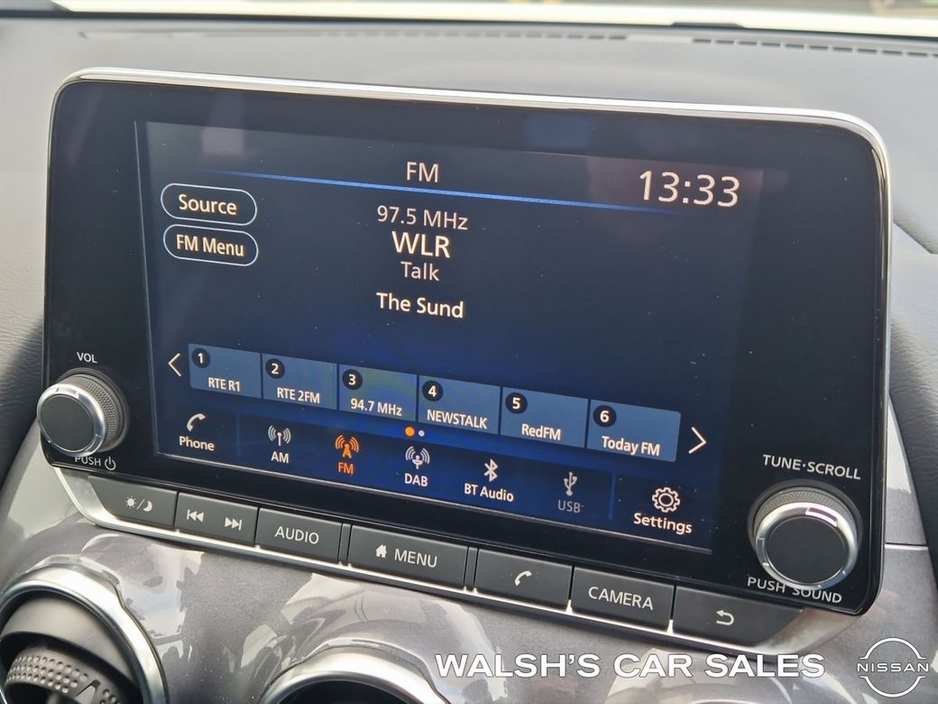 FM
13:33
Source
97.5 MHz
FM Menu
WLR
Talk
The Sund
1 RTE R1
2 RTE 2FM
3 94.7 MHz
4 NEWSTALK
5 RedFM
6 Today FM
Phone
AM
FM
DAB
BT Audio
USB
Settings
VOL
PUSH
TUNE·SCROLL
PUSH SOUND
AUDIO
MENU
CAMERA
WALSH'S CAR SALES
NISSAN